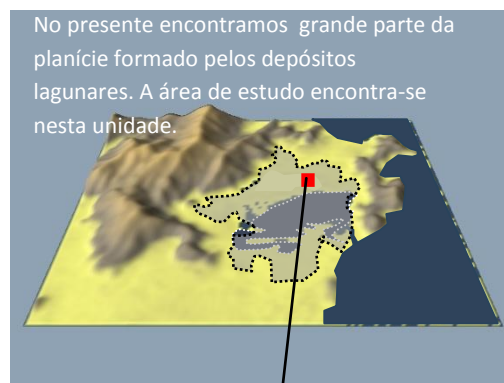 No presente encontramos grande parte da
planície formado pelos depósitos
lagunares. A área de estudo encontra-se
nesta unidade.